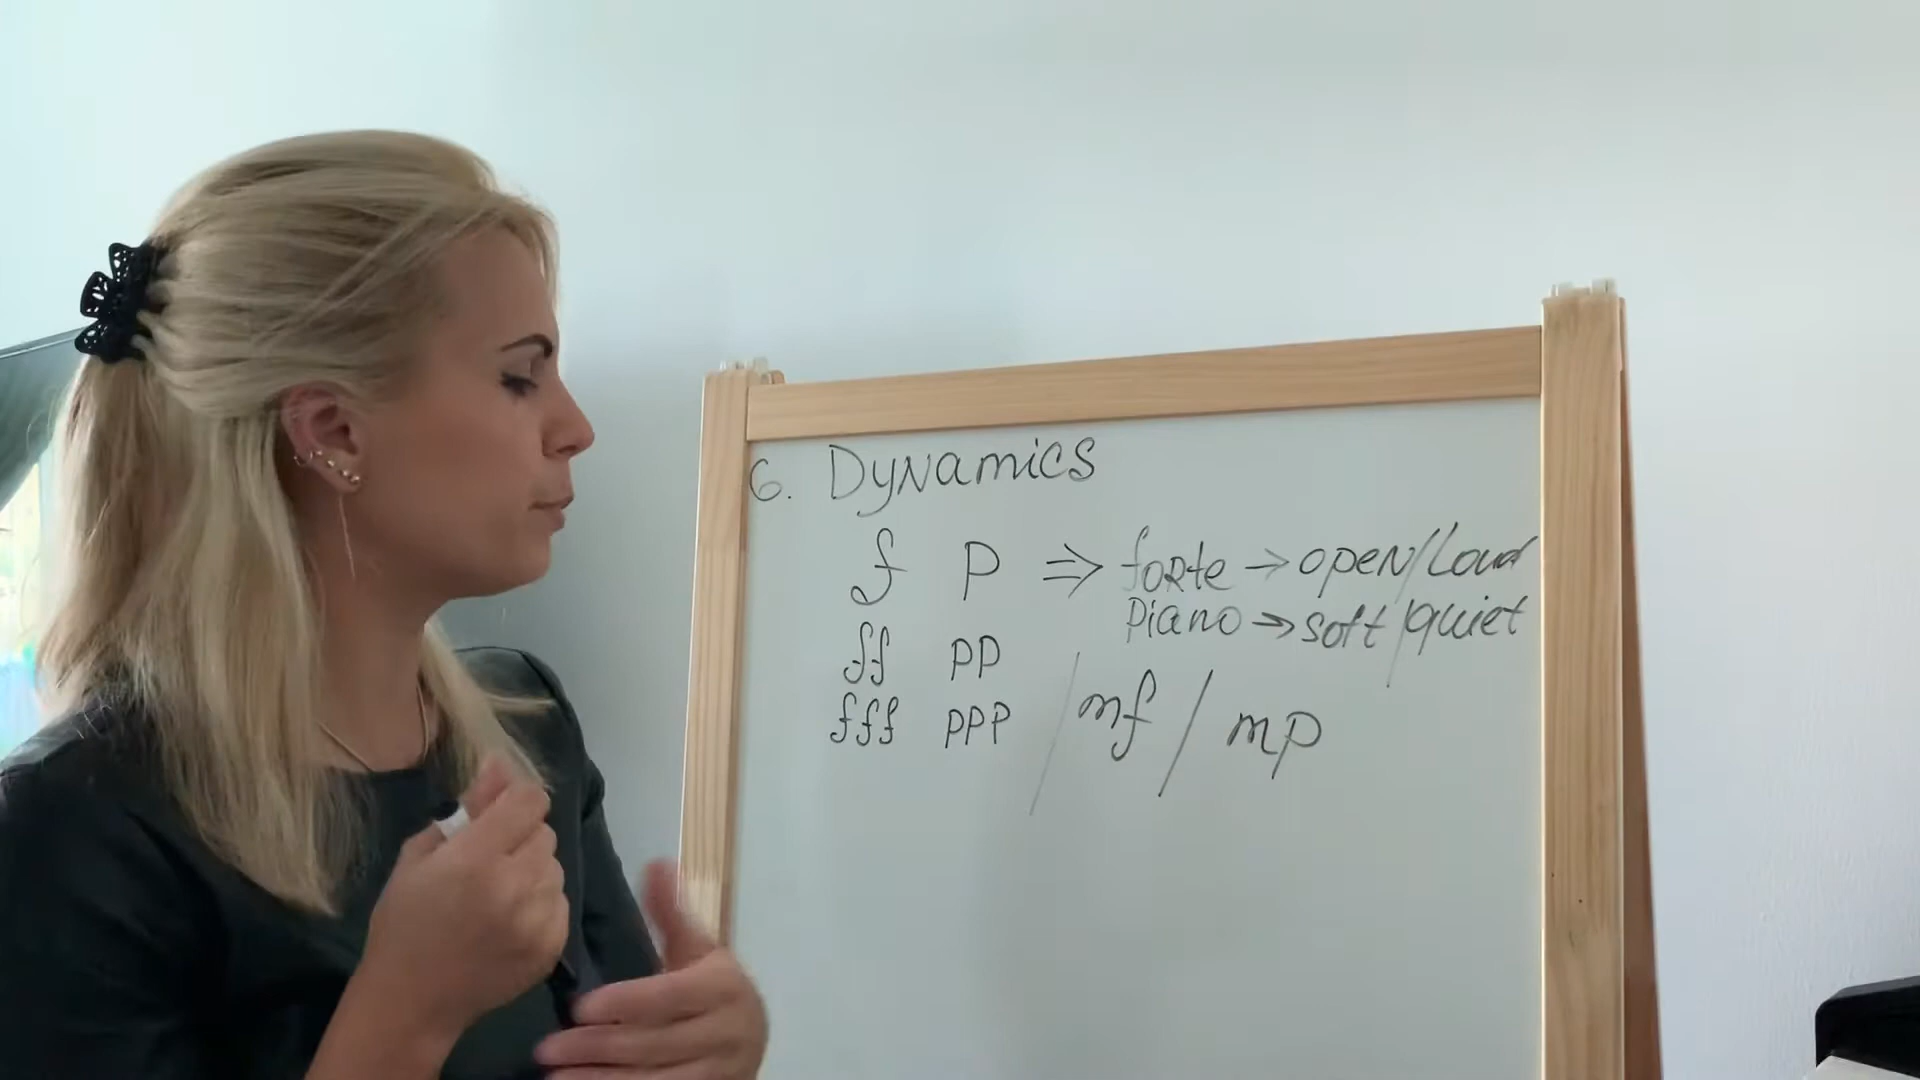 6. Dynamics
f p ⇒ forte → open/Loud
piano → soft/quiet
ff pp
fff ppp / mf / mp